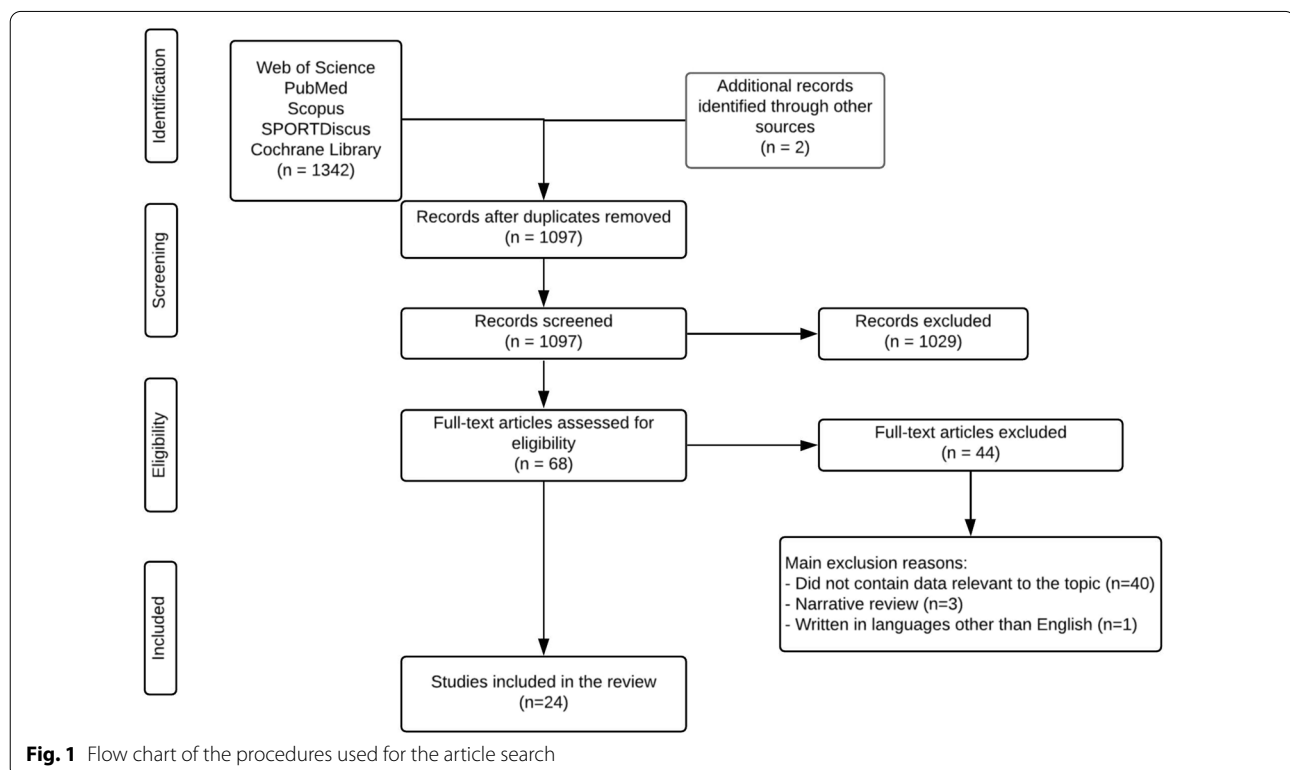 Identification
Web of Science
PubMed
Scopus
SPORTDiscus
Cochrane Library
(n = 1342)
Additional records
identified through other
sources
(n = 2)
Screening
Records after duplicates removed
(n = 1097)
Records screened
(n = 1097)
Records excluded
(n = 1029)
Eligibility
Full-text articles assessed for
eligibility
(n = 68)
Full-text articles excluded
(n = 44)
Main exclusion reasons:
- Did not contain data relevant to the topic (n=40)
- Narrative review (n=3)
- Written in languages other than English (n=1)
Included
Studies included in the review
(n=24)
Fig. 1 Flow chart of the procedures used for the article search